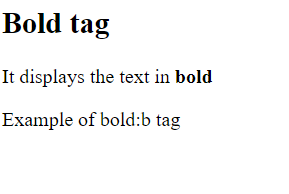 Bold tag
It displays the text in bold
Example of bold:b tag